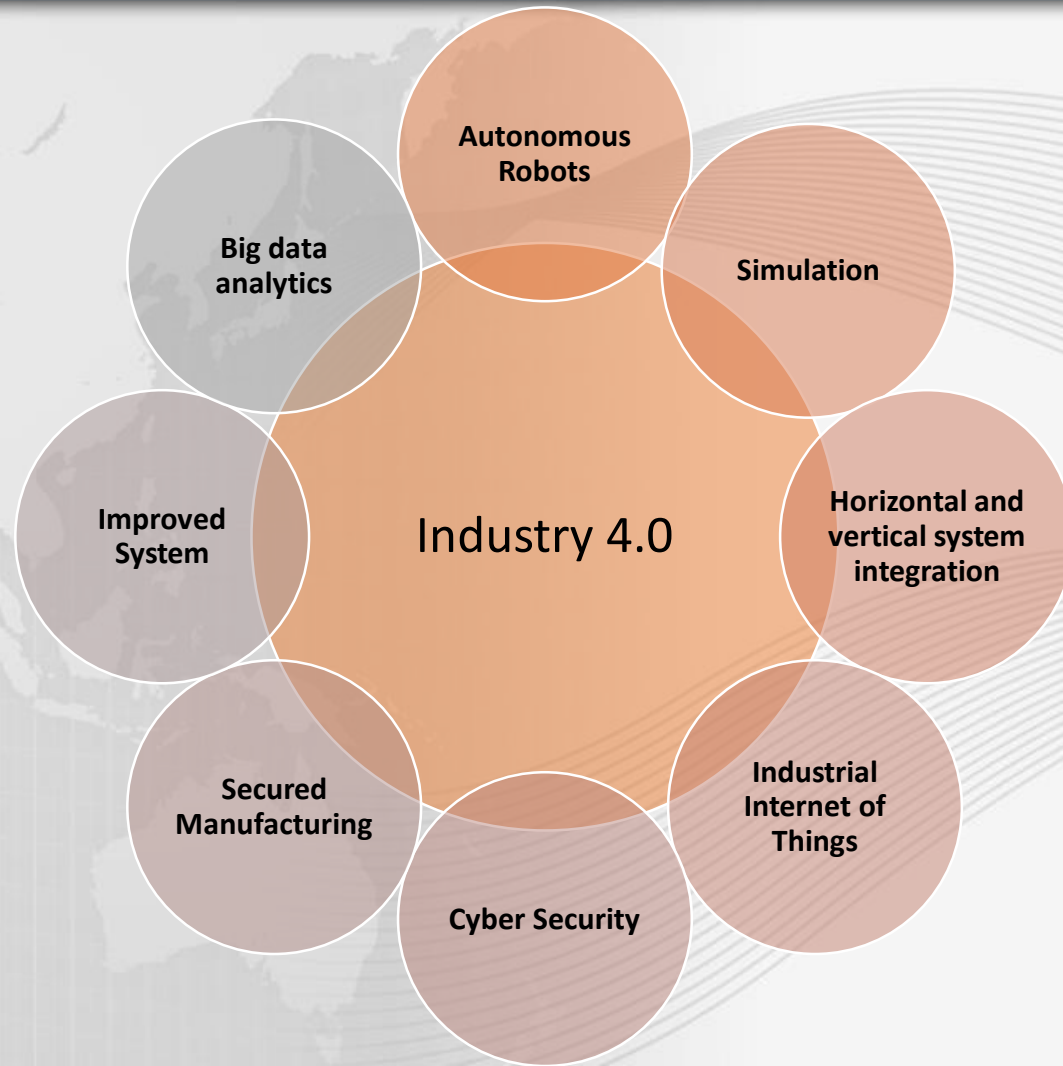 Autonomous
Robots
Simulation
Horizontal and
vertical system
integration
Industrial
Internet of
Things
Cyber Security
Secured
Manufacturing
Improved
System
Big data
analytics
Industry 4.0